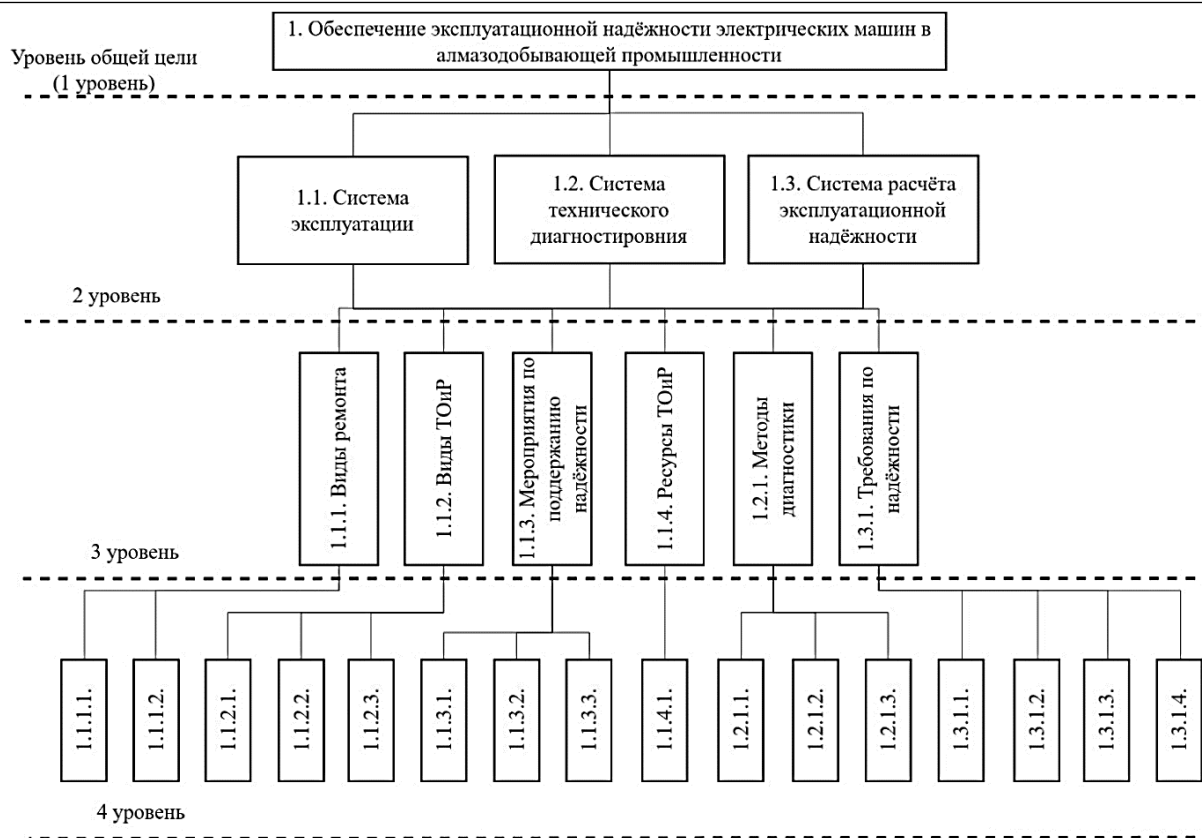 1. Обеспечение эксплуатационной надёжности электрических машин в
алмазодобывающей промышленности
Уровень общей цели
(1 уровень)
1.1. Система
эксплуатации
1.2. Система
технического
диагностировния
1.3. Система расчёта
эксплуатационной
надёжности
2 уровень
1.1.1. Виды ремонта
1.1.2. Виды ТОиР
1.1.3. Мероприятия по
поддержанию
надёжности
1.1.4. Ресурсы ТОиР
1.2.1. Методы
диагностики
1.3.1. Требования по
надёжности
3 уровень
1.1.1.1.
1.1.1.2.
1.1.2.1.
1.1.2.2.
1.1.2.3.
1.1.3.1.
1.1.3.2.
1.1.3.3.
1.1.4.1.
1.2.1.1.
1.2.1.2.
1.2.1.3.
1.3.1.1.
1.3.1.2.
1.3.1.3.
1.3.1.4.
4 уровень